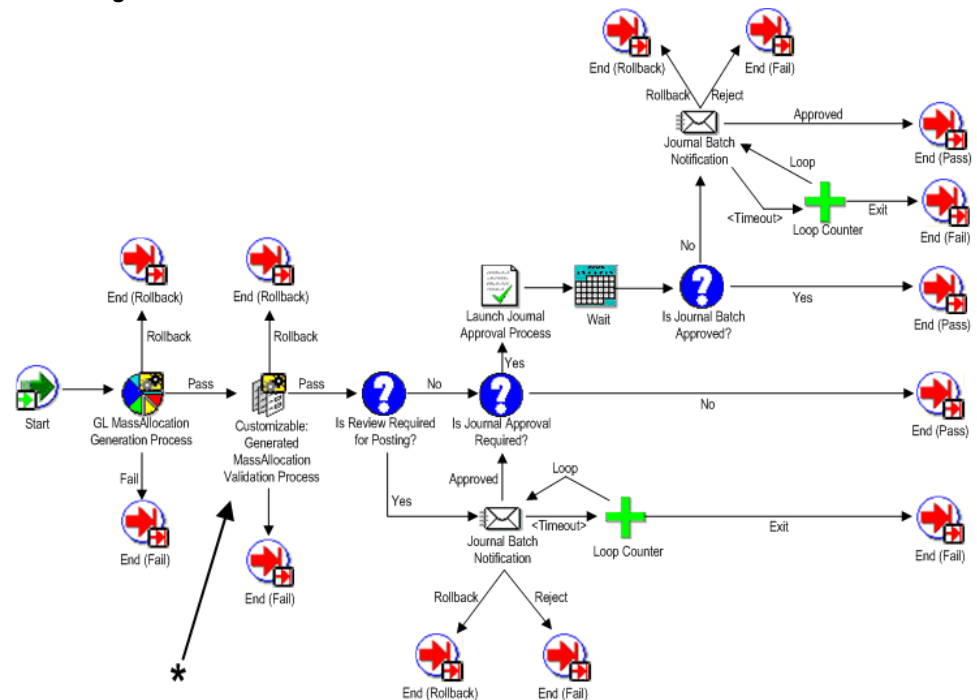 End (Rollback)
End (Fail)
Rollback
Reject
Journal Batch
Notification
Approved
End (Pass)
Loop
<Timeout>
Loop Counter
Exit
End (Fail)
No
End (Rollback)
End (Rollback)
Launch Journal
Approval Process
Wait
Is Journal Batch
Approved?
Yes
End (Pass)
Rollback
Rollback
Yes
Start
Pass
GL MassAllocation
Generation Process
Pass
Customizable:
Generated
MassAllocation
Validation Process
No
Is Review Required
for Posting?
Is Journal Approval
Required?
No
End (Pass)
Fail
End (Fail)
End (Fail)
Yes
Approved
Loop
Journal Batch
Notification
<Timeout>
Loop Counter
Exit
End (Fail)
Rollback
Reject
End (Rollback)
End (Fail)
*